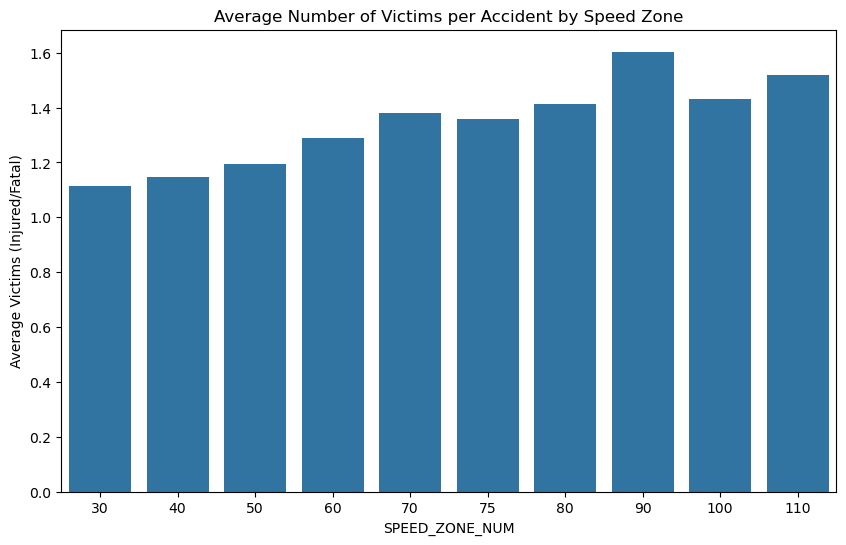 Average Number of Victims per Accident by Speed Zone
Average Victims (Injured/Fatal)
1.6
1.4
1.2
1.0
0.8
0.6
0.4
0.2
0.0
30 40 50 60 70 75 80 90 100 110
SPEED_ZONE_NUM